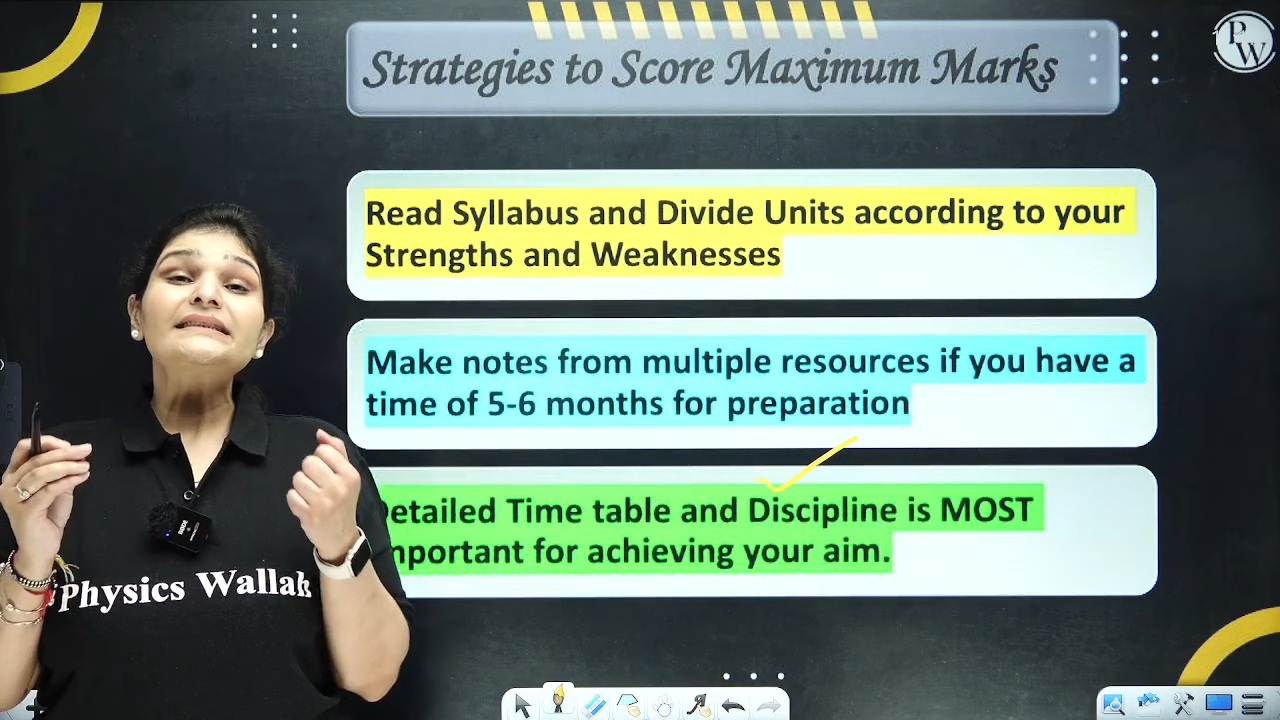 Strategies to Score Maximum Marks
PW
Read Syllabus and Divide Units according to your
Strengths and Weaknesses
Make notes from multiple resources if you have a
time of 5-6 months for preparation
Detailed Time table and Discipline is MOST
Important for achieving your aim.
Physics Wallah